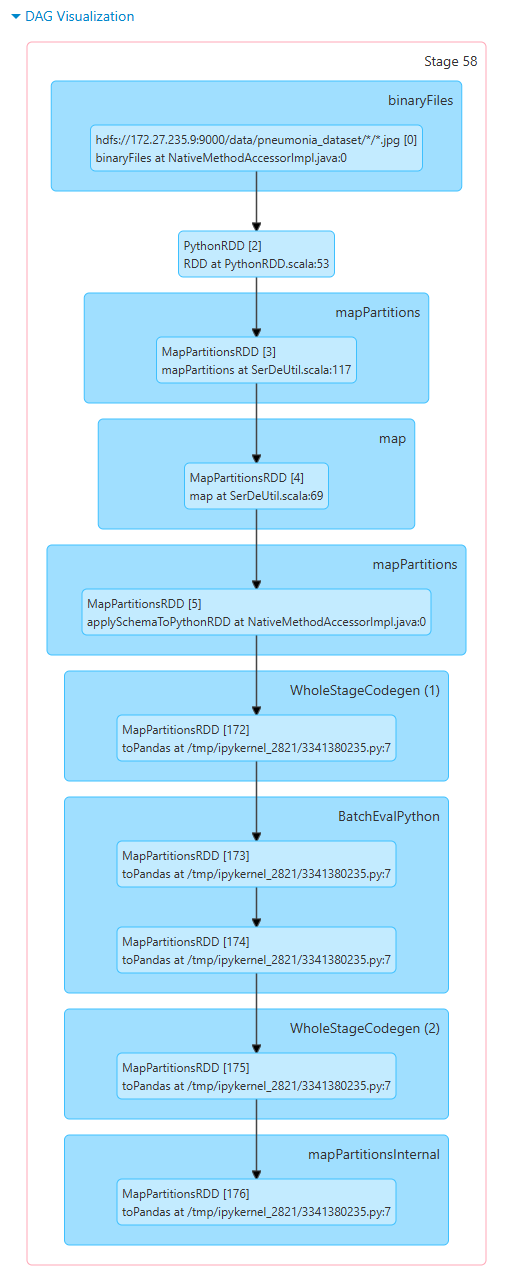 DAG Visualization
Stage 58
binaryFiles
hdfs://172.27.235.9:9000/data/pneumonia_dataset/*/*.jpg [0]
binaryFiles at NativeMethodAccessorImpl.java:0
PythonRDD [2]
RDD at PythonRDD.scala:53
mapPartitions
MapPartitionsRDD [3]
mapPartitions at SerDeUtil.scala:117
map
MapPartitionsRDD [4]
map at SerDeUtil.scala:69
mapPartitions
MapPartitionsRDD [5]
applySchemaToPythonRDD at NativeMethodAccessorImpl.java:0
WholeStageCodegen (1)
MapPartitionsRDD [172]
toPandas at /tmp/ipykernel_2821/3341380235.py:7
BatchEvalPython
MapPartitionsRDD [173]
toPandas at /tmp/ipykernel_2821/3341380235.py:7
MapPartitionsRDD [174]
toPandas at /tmp/ipykernel_2821/3341380235.py:7
WholeStageCodegen (2)
MapPartitionsRDD [175]
toPandas at /tmp/ipykernel_2821/3341380235.py:7
mapPartitionsInternal
MapPartitionsRDD [176]
toPandas at /tmp/ipykernel_2821/3341380235.py:7